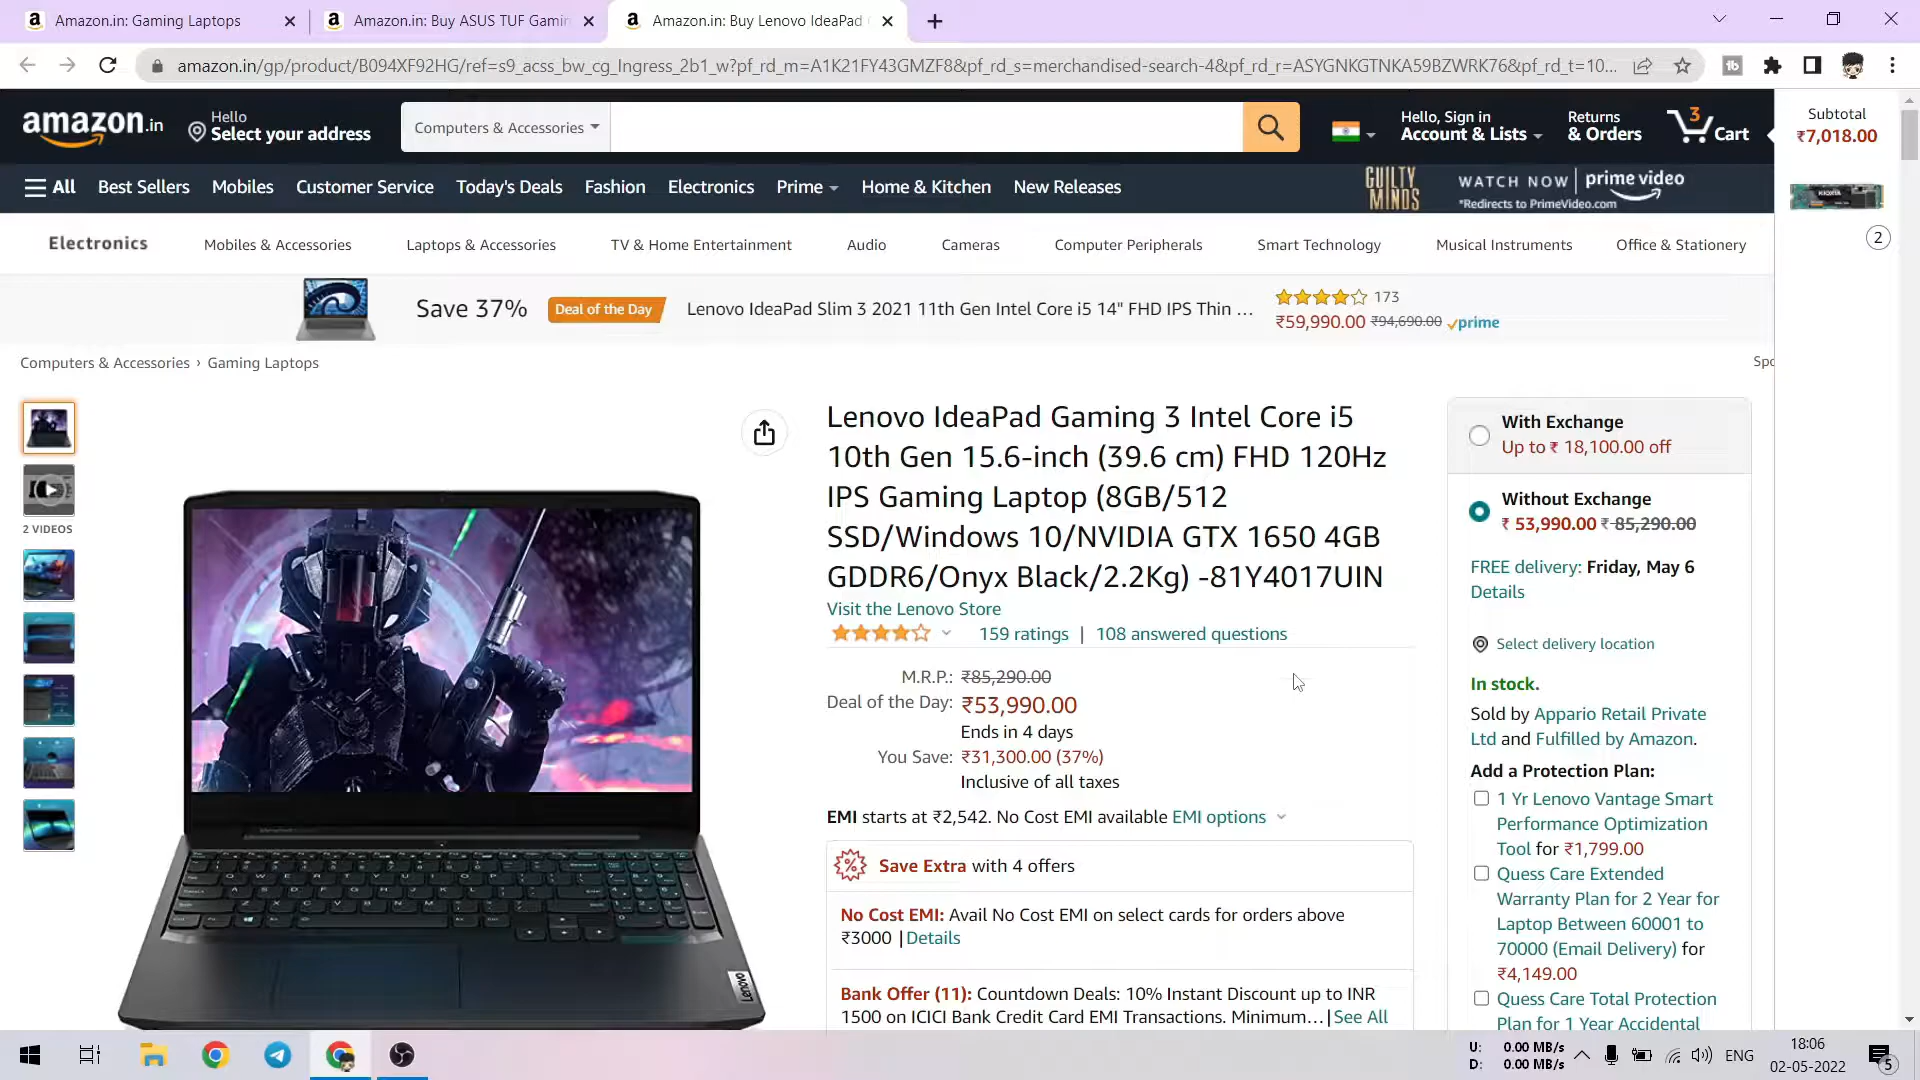 Amazon.in: Gaming Laptops
Amazon.in: Buy ASUS TUF Gamin
Amazon.in: Buy Lenovo IdeaPad
amazon.in/gp/product/B094XF92HG/ref=s9_acss_bw_cg_Ingress_2b1_w?pf_rd_m=A1K21FY43GMZF8&pf_rd_s=merchandised-search-4&pf_rd_r=ASYGNKGTNKA59BZWRK76&pf_rd_t=10...
amazon.in
Hello
Select your address
Computers & Accessories
Hello, Sign in
Account & Lists
Returns
& Orders
3
Cart
Subtotal
₹7,018.00
All
Best Sellers
Mobiles
Customer Service
Today's Deals
Fashion
Electronics
Prime
Home & Kitchen
New Releases
GUILTY
MINDS
WATCH NOW
prime video
*Redirects to PrimeVideo.com
KIOXIA
2
Electronics
Mobiles & Accessories
Laptops & Accessories
TV & Home Entertainment
Audio
Cameras
Computer Peripherals
Smart Technology
Musical Instruments
Office & Stationery
Save 37%
Deal of the Day
Lenovo IdeaPad Slim 3 2021 11th Gen Intel Core i5 14" FHD IPS Thin ...
173
₹59,990.00 ₹94,690.00 prime
Computers & Accessories › Gaming Laptops
Spo
2 VIDEOS
Lenovo IdeaPad Gaming 3 Intel Core i5
10th Gen 15.6-inch (39.6 cm) FHD 120Hz
IPS Gaming Laptop (8GB/512
SSD/Windows 10/NVIDIA GTX 1650 4GB
GDDR6/Onyx Black/2.2Kg) -81Y4017UIN
Visit the Lenovo Store
159 ratings | 108 answered questions
M.R.P.: ₹85,290.00
Deal of the Day: ₹53,990.00
Ends in 4 days
You Save: ₹31,300.00 (37%)
Inclusive of all taxes
EMI starts at ₹2,542. No Cost EMI available EMI options
Save Extra with 4 offers
No Cost EMI: Avail No Cost EMI on select cards for orders above
₹3000 | Details
Bank Offer (11): Countdown Deals: 10% Instant Discount up to INR
1500 on ICICI Bank Credit Card EMI Transactions. Minimum... | See All
Lenovo
With Exchange
Up to ₹ 18,100.00 off
Without Exchange
₹ 53,990.00 ₹ 85,290.00
FREE delivery: Friday, May 6
Details
Select delivery location
In stock.
Sold by Appario Retail Private
Ltd and Fulfilled by Amazon.
Add a Protection Plan:
1 Yr Lenovo Vantage Smart
Performance Optimization
Tool for ₹1,799.00
Quess Care Extended
Warranty Plan for 2 Year for
Laptop Between 60001 to
70000 (Email Delivery) for
₹4,149.00
Quess Care Total Protection
Plan for 1 Year Accidental
U: 0.00 MB/s
D: 0.00 MB/s
ENG
18:06
02-05-2022
5